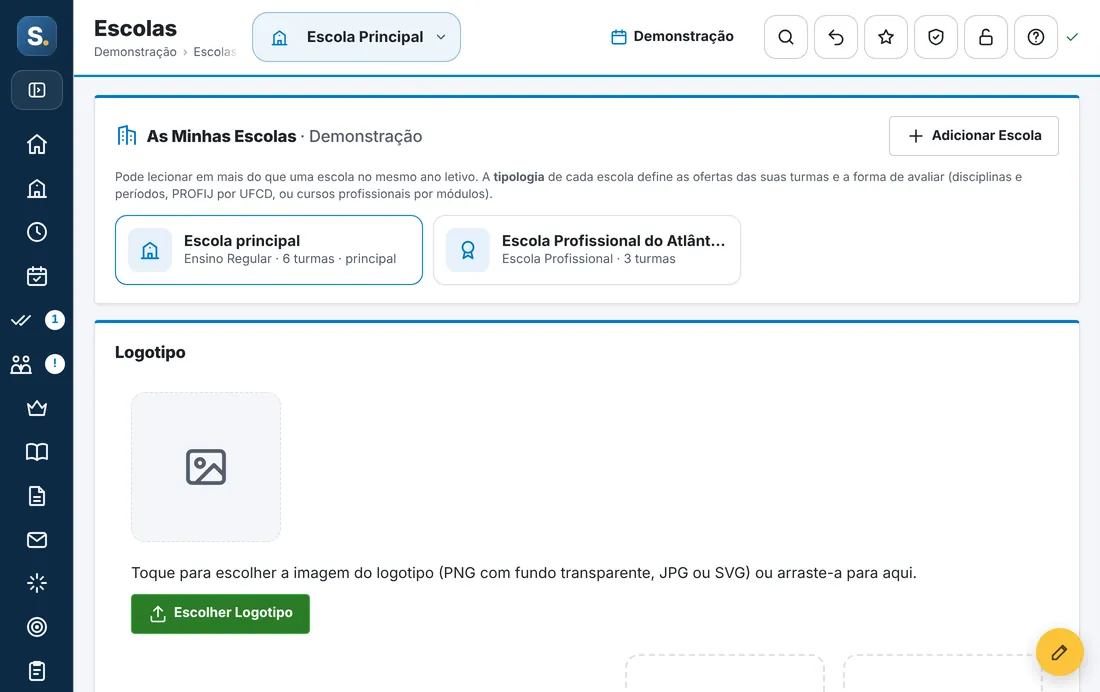 S.
Escolas
Demonstração › Escolas
Escola Principal
Demonstração
1
!
As Minhas Escolas · Demonstração
Adicionar Escola
Pode lecionar em mais do que uma escola no mesmo ano letivo. A tipologia de cada escola define as ofertas das suas turmas e a forma de avaliar (disciplinas e
períodos, PROFIJ por UFCD, ou cursos profissionais por módulos).
Escola principal
Ensino Regular · 6 turmas · principal
Escola Profissional do Atlânt...
Escola Profissional · 3 turmas
Logotipo
Toque para escolher a imagem do logotipo (PNG com fundo transparente, JPG ou SVG) ou arraste-a para aqui.
Escolher Logotipo